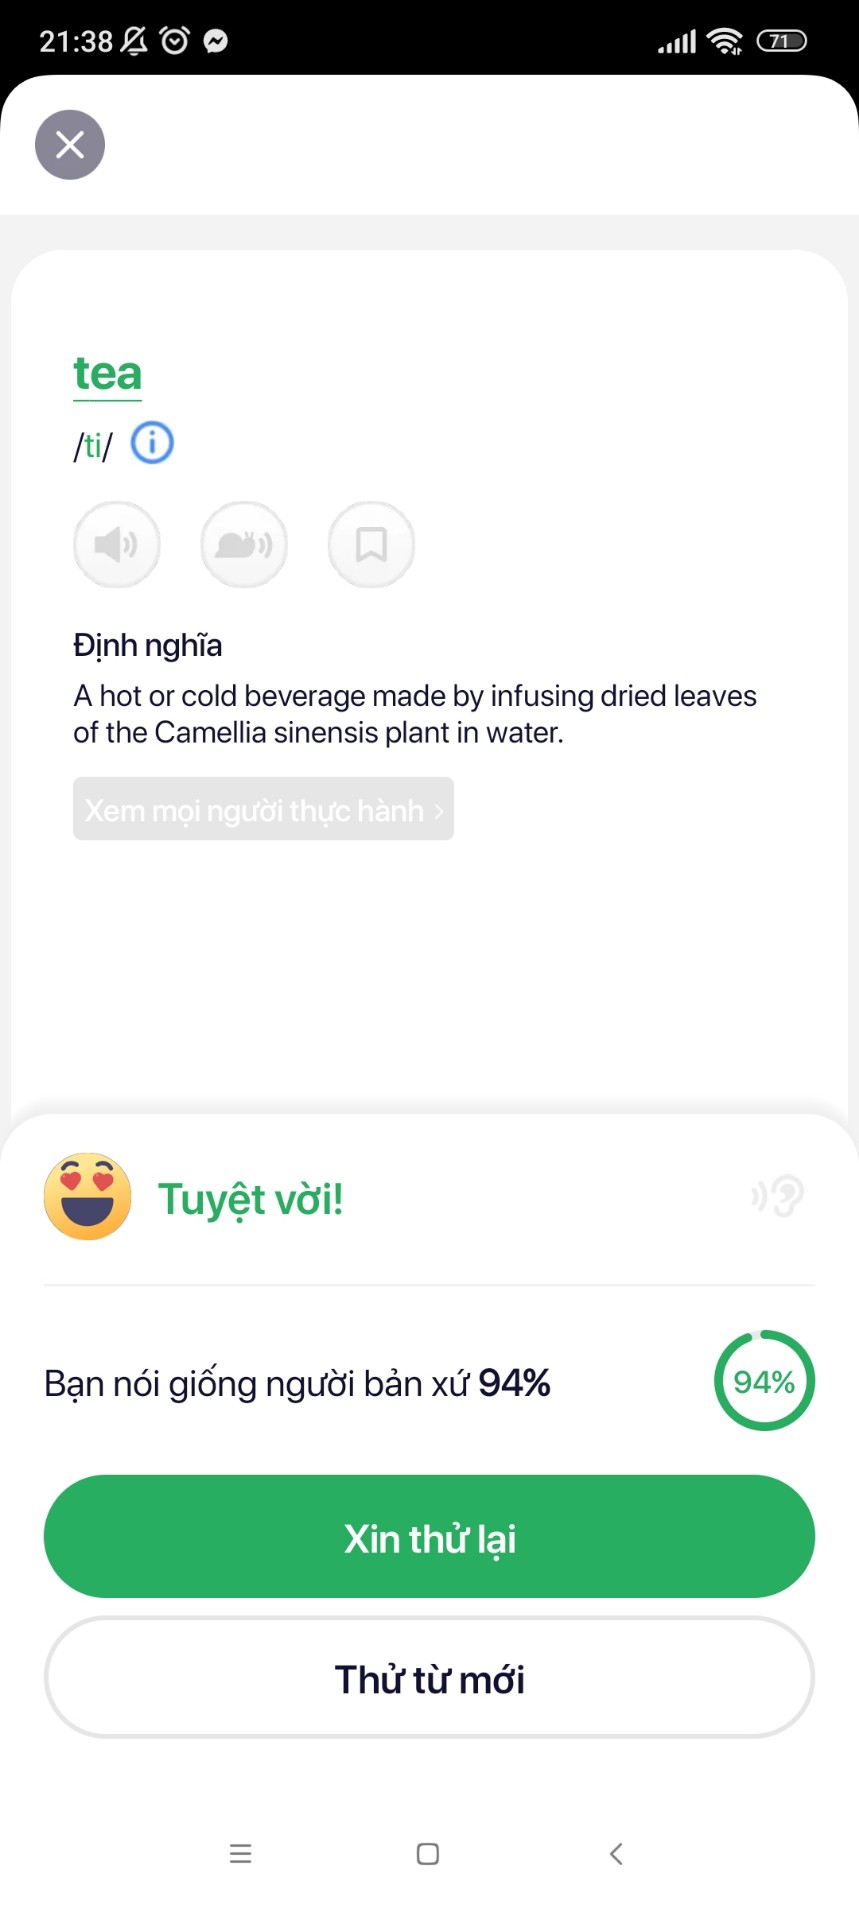 21:38
71
tea
/ti/
Định nghĩa
A hot or cold beverage made by infusing dried leaves
of the Camellia sinensis plant in water.
Xem mọi người thực hành >
Tuyệt vời!
Bạn nói giống người bản xứ 94%
94%
Xin thử lại
Thử từ mới